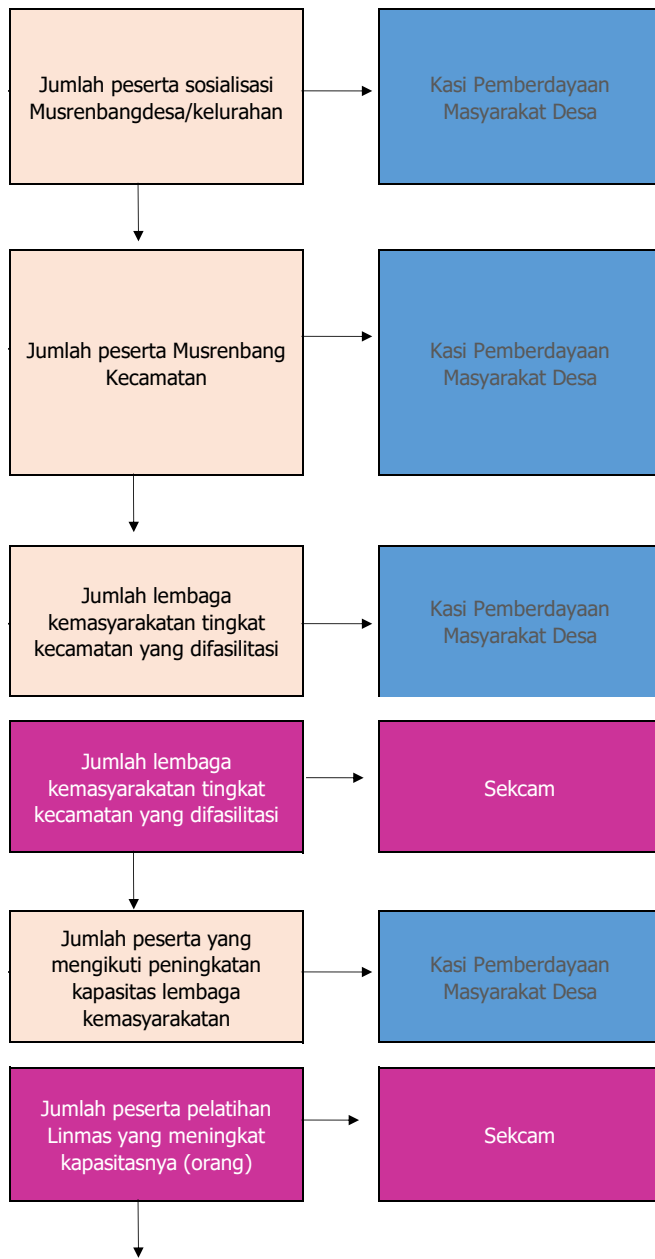 Jumlah peserta sosialisasi
Musrenbangdesa/kelurahan
Kasi Pemberdayaan
Masyarakat Desa
Jumlah peserta Musrenbang
Kecamatan
Kasi Pemberdayaan
Masyarakat Desa
Jumlah lembaga
kemasyarakatan tingkat
kecamatan yang difasilitasi
Kasi Pemberdayaan
Masyarakat Desa
Jumlah lembaga
kemasyarakatan tingkat
kecamatan yang difasilitasi
Sekcam
Jumlah peserta yang
mengikuti peningkatan
kapasitas lembaga
kemasyarakatan
Kasi Pemberdayaan
Masyarakat Desa
Jumlah peserta pelatihan
Linmas yang meningkat
kapasitasnya (orang)
Sekcam